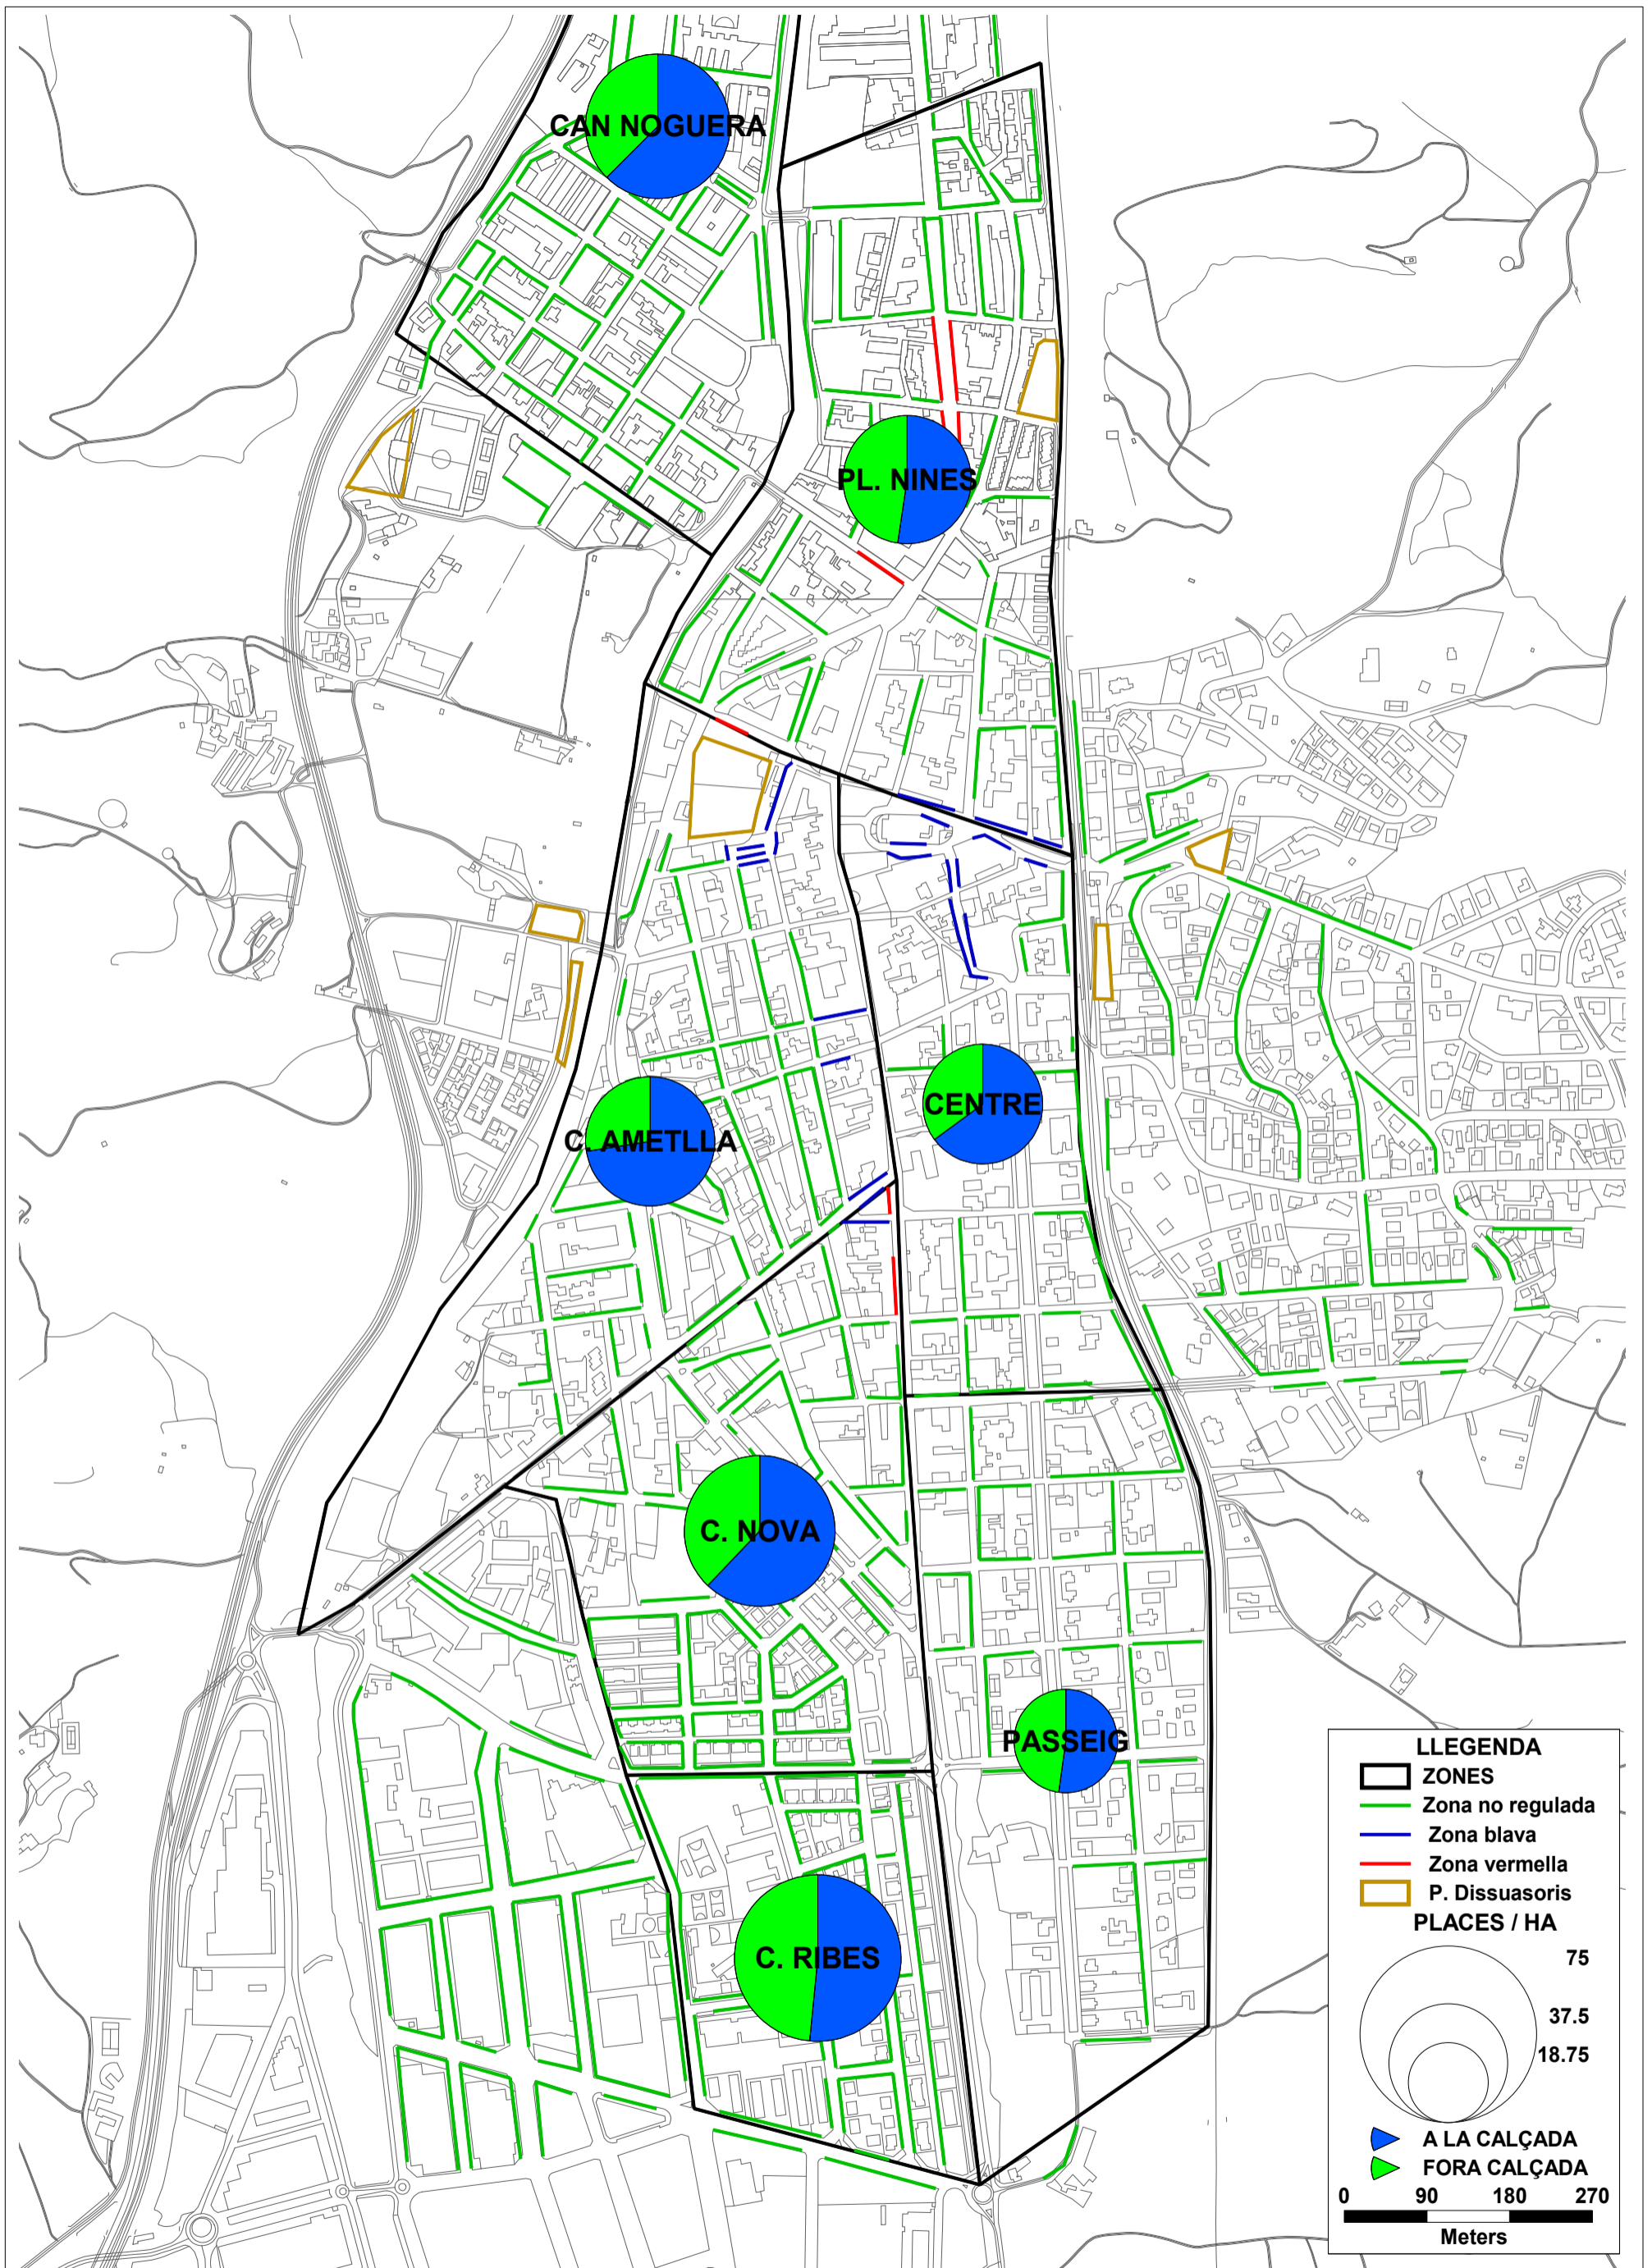 CAN NOGUERA
PL. NINES
CENTRE
C. AMETLLA
C. NOVA
PASSEIG
C. RIBES
LLEGENDA
ZONES
Zona no regulada
Zona blava
Zona vermella
P. Dissuasoris
PLACES / HA
75
37.5
18.75
A LA CALÇADA
FORA CALÇADA
0 90 180 270
Meters